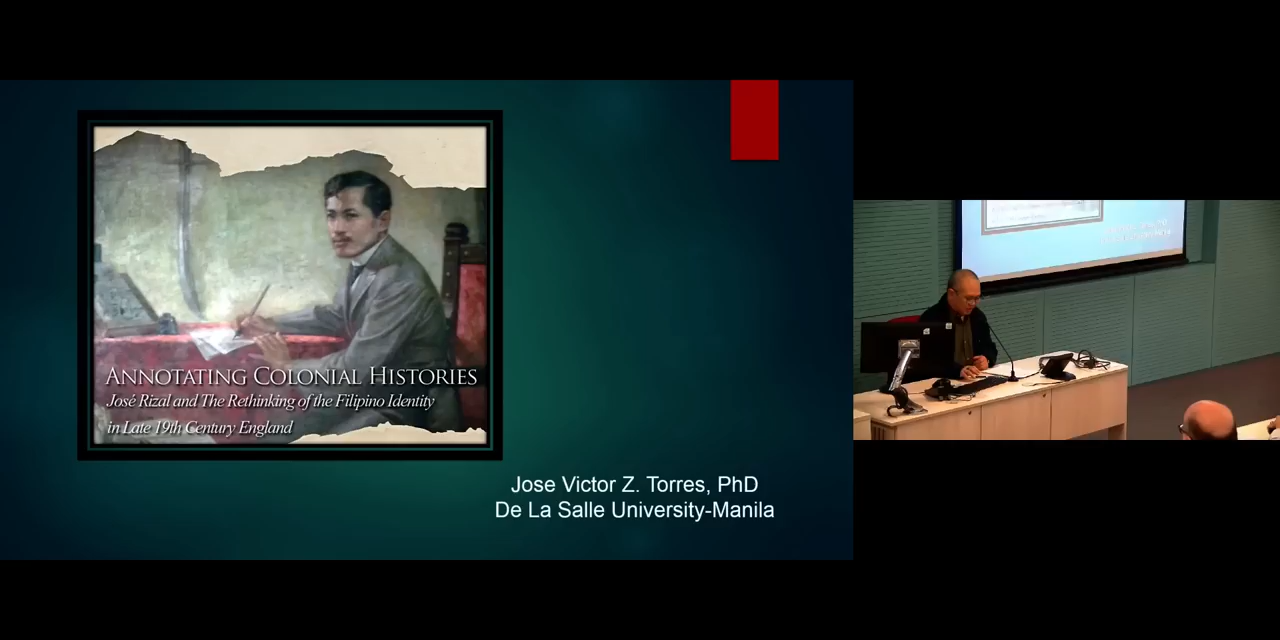 ANNOTATING COLONIAL HISTORIES
José Rizal and The Rethinking of the Filipino Identity
in Late 19th Century England
Jose Victor Z. Torres, PhD
De La Salle University-Manila